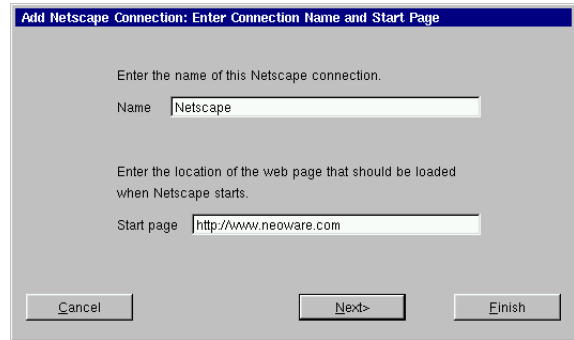 Add Netscape Connection: Enter Connection Name and Start Page
Enter the name of this Netscape connection.
Name Netscape
Enter the location of the web page that should be loaded
when Netscape starts.
Start page http://www.neoware.com
Cancel Next> Finish